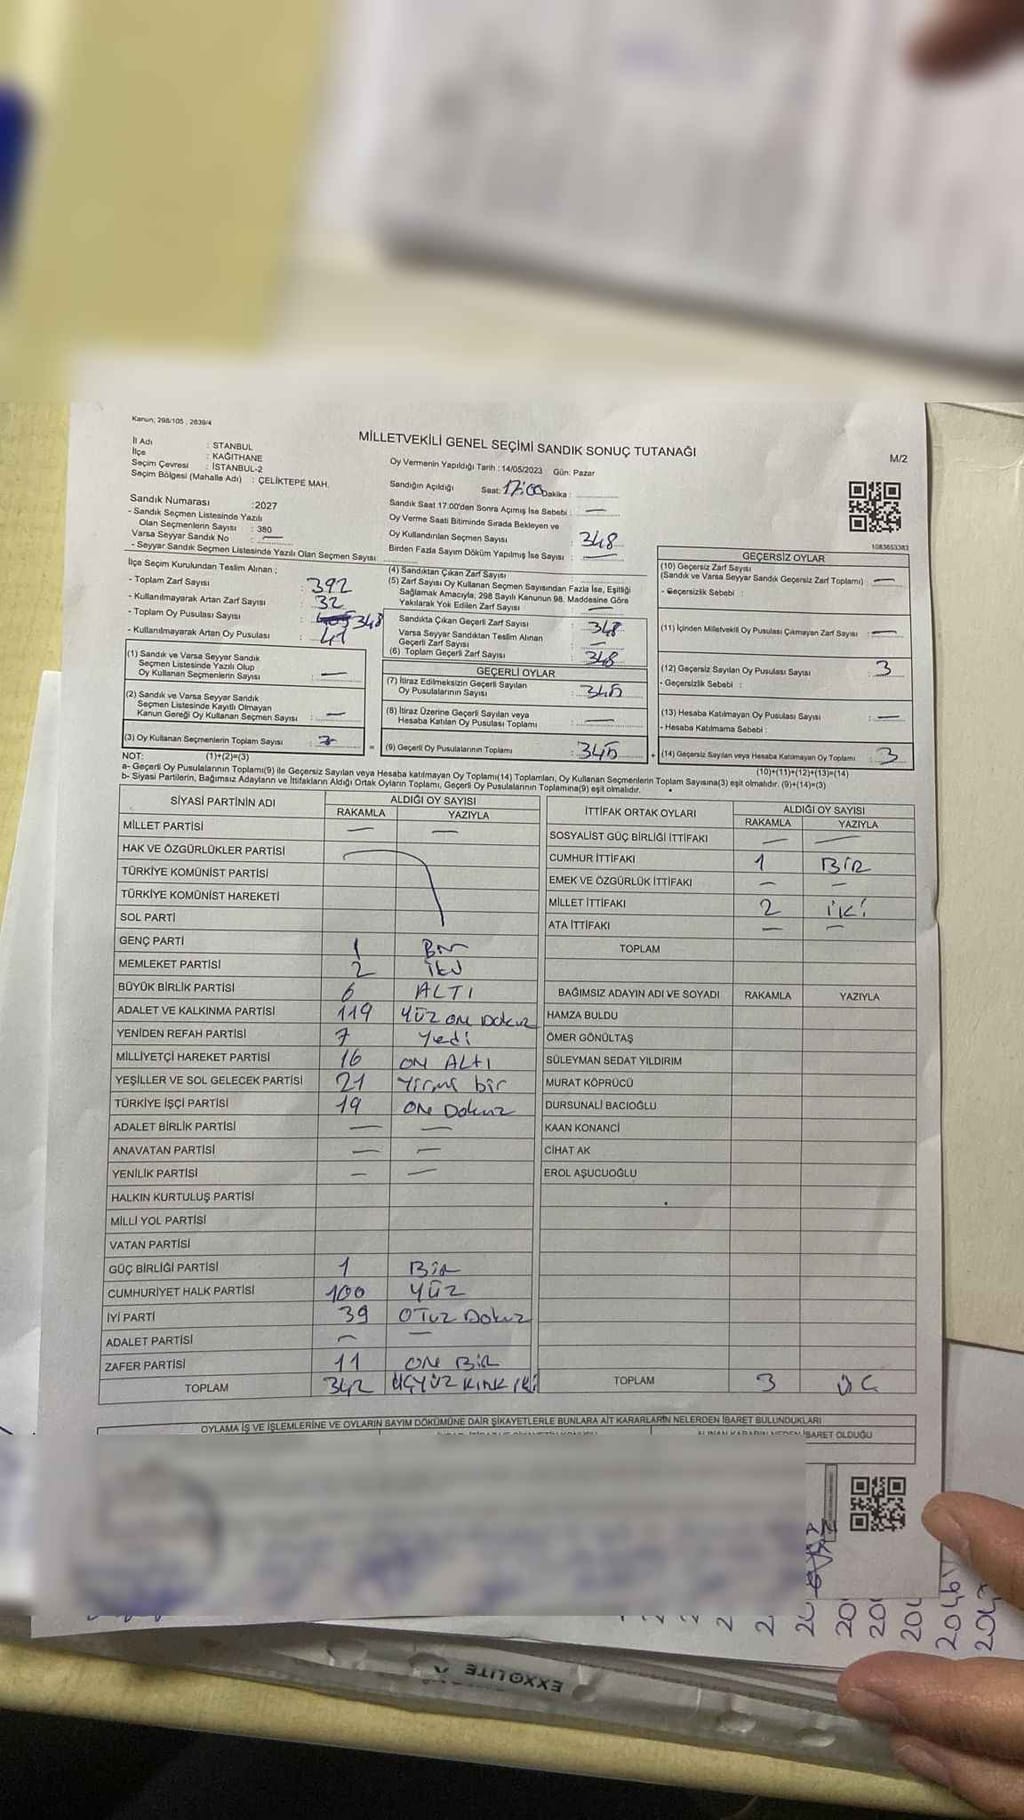 Kanun, 298/105 , 2839/4
MİLLETVEKİLİ GENEL SEÇİMİ SANDIK SONUÇ TUTANAĞI
M/2
İl Adı : STANBUL
İlçe : KAĞITHANE
Seçim Çevresi : İSTANBUL-2
Seçim Bölgesi (Mahalle Adı) : ÇELİKTEPE MAH.
Sandık Numarası :2027
- Sandık Seçmen Listesinde Yazılı
Olan Seçmenlerin Sayısı : 380
Varsa Seyyar Sandık No : —
- Seyyar Sandık Seçmen Listesinde Yazılı Olan Seçmen Sayısı
İlçe Seçim Kurulundan Teslim Alınan ;
- Toplam Zarf Sayısı : 392
- Kullanılmayarak Artan Zarf Sayısı : 32
- Toplam Oy Pusulası Sayısı : 348
- Kullanılmayarak Artan Oy Pusulası : 41
(1) Sandık ve Varsa Seyyar Sandık
Seçmen Listesinde Yazılı Olup
Oy Kullanan Seçmenlerin Sayısı : —
(2) Sandık ve Varsa Seyyar Sandık
Seçmen Listesinde Kayıtlı Olmayan
Kanun Gereği Oy Kullanan Seçmen Sayısı : —
(3) Oy Kullanan Seçmenlerin Toplam Sayısı :
Oy Vermenin Yapıldığı Tarih : 14/05/2023 Gün: Pazar
Sandığın Açıldığı Saat: 17:00 Dakika :
Sandık Saat 17.00'den Sonra Açımış İse Sebebi : —
Oy Verme Saati Bitiminde Sırada Bekleyen ve
Oy Kullandırılan Seçmen Sayısı : 348
Birden Fazla Sayım Döküm Yapılmış İse Sayısı : —
(4) Sandıktan Çıkan Zarf Sayısı
(5) Zarf Sayısı Oy Kullanan Seçmen Sayısından Fazla İse, Eşitliği
Sağlamak Amacıyla, 298 Sayılı Kanunun 98. Maddesine Göre
Yakılarak Yok Edilen Zarf Sayısı : —
Sandıkta Çıkan Geçerli Zarf Sayısı : 348
Varsa Seyyar Sandıktan Teslim Alınan
Geçerli Zarf Sayısı : —
(6) Toplam Geçerli Zarf Sayısı : 348
GEÇERLİ OYLAR
(7) İtiraz Edilmeksizin Geçerli Sayılan
Oy Pusulalarının Sayısı : 345
(8) İtiraz Üzerine Geçerli Sayılan veya
Hesaba Katılan Oy Pusulası Toplamı : —
= (9) Geçerli Oy Pusulalarının Toplamı : 345
1083653383
GEÇERSİZ OYLAR
(10) Geçersiz Zarf Sayısı
(Sandık ve Varsa Seyyar Sandık Geçersiz Zarf Toplamı) : —
- Geçersizlik Sebebi :
(11) İçinden Milletvekili Oy Pusulası Çıkmayan Zarf Sayısı : —
(12) Geçersiz Sayılan Oy Pusulası Sayısı : 3
- Geçersizlik Sebebi :
(13) Hesaba Katılmayan Oy Pusulası Sayısı : —
- Hesaba Katılmama Sebebi :
+ (14) Geçersiz Sayılan veya Hesaba Katılmayan Oy Toplamı : 3
NOT: (1)+(2)=(3)
(10)+(11)+(12)+(13)=(14)
a- Geçerli Oy Pusulalarının Toplamı(9) ile Geçersiz Sayılan veya Hesaba katılmayan Oy Toplamı(14) Toplamları, Oy Kullanan Seçmenlerin Toplam Sayısına(3) eşit olmalıdır. (9)+(14)=(3)
b- Siyasi Partilerin, Bağımsız Adayların ve İttifakların Aldığı Ortak Oyların Toplamı, Geçerli Oy Pusulalarının Toplamına(9) eşit olmalıdır.
SİYASİ PARTİNİN ADI ALDIĞI OY SAYISI
RAKAMLA YAZIYLA
MİLLET PARTİSİ — —
HAK VE ÖZGÜRLÜKLER PARTİSİ
TÜRKİYE KOMÜNİST PARTİSİ
TÜRKİYE KOMÜNİST HAREKETİ
SOL PARTİ
GENÇ PARTİ 1 Bir
MEMLEKET PARTİSİ 2 iki
BÜYÜK BİRLİK PARTİSİ 6 ALTI
ADALET VE KALKINMA PARTİSİ 119 YÜZ ON DOKUZ
YENİDEN REFAH PARTİSİ 7 Yedi
MİLLİYETÇİ HAREKET PARTİSİ 16 ON ALTI
YEŞİLLER VE SOL GELECEK PARTİSİ 21 Yirmi bir
TÜRKİYE İŞÇİ PARTİSİ 19 ON Dokuz
ADALET BİRLİK PARTİSİ — —
ANAVATAN PARTİSİ — —
YENİLİK PARTİSİ — —
HALKIN KURTULUŞ PARTİSİ
MİLLİ YOL PARTİSİ
VATAN PARTİSİ
GÜÇ BİRLİĞİ PARTİSİ 1 BİR
CUMHURİYET HALK PARTİSİ 100 YÜZ
İYİ PARTİ 39 OTUZ DOKUZ
ADALET PARTİSİ — —
ZAFER PARTİSİ 11 ON BİR
TOPLAM 342 ÜÇYÜZ KIRK İKİ
İTTİFAK ORTAK OYLARI ALDIĞI OY SAYISI
RAKAMLA YAZIYLA
SOSYALİST GÜÇ BİRLİĞİ İTTİFAKI — —
CUMHUR İTTİFAKI 1 BİR
EMEK VE ÖZGÜRLÜK İTTİFAKI — —
MİLLET İTTİFAKI 2 İKİ
ATA İTTİFAKI — —
TOPLAM
BAĞIMSIZ ADAYIN ADI VE SOYADI RAKAMLA YAZIYLA
HAMZA BULDU
ÖMER GÖNÜLTAŞ
SÜLEYMAN SEDAT YILDIRIM
MURAT KÖPRÜCÜ
DURSUNALİ BACIOĞLU
KAAN KONANCİ
CİHAT AK
EROL AŞUCUOĞLU
TOPLAM 3 ÜÇ
OYLAMA İŞ VE İŞLEMLERİNE VE OYLARIN SAYIM DÖKÜMÜNE DAİR ŞİKAYETLERLE BUNLARA AİT KARARLARIN NELERDEN İBARET BULUNDUKLARI
İBARET OLDUĞU
2046
2047
EXXOLITE